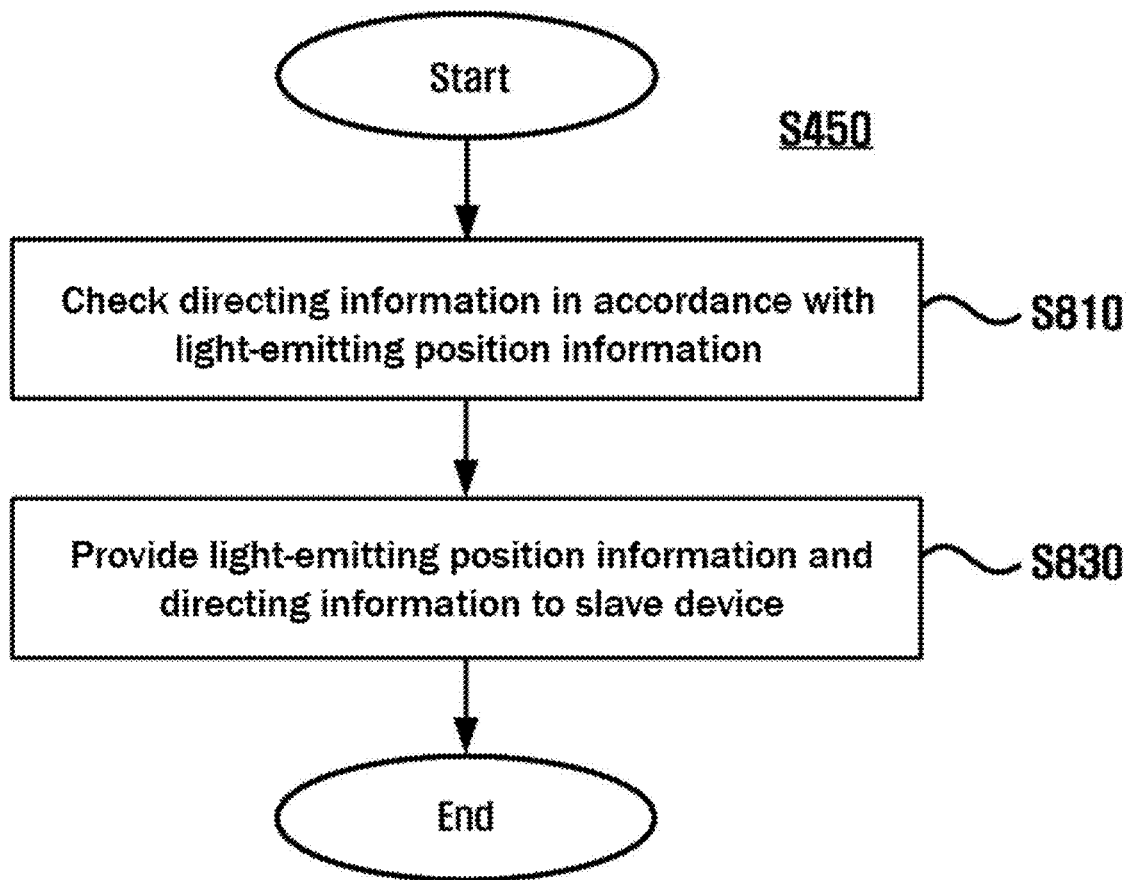 Start
S450
Check directing information in accordance with
light-emitting position information
S810
Provide light-emitting position information and
directing information to slave device
S830
End